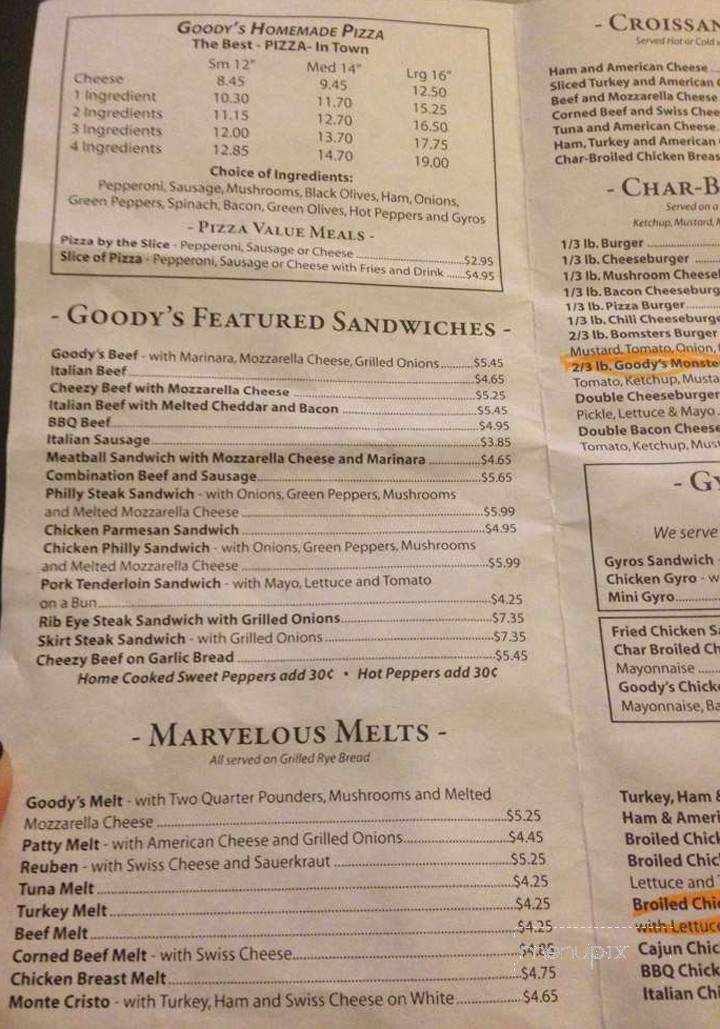 GOODY'S HOMEMADE PIZZA
The Best - PIZZA- In Town
Sm 12" Med 14" Lrg 16"
Cheese 8.45 9.45 12.50
1 Ingredient 10.30 11.70 15.25
2 Ingredients 11.15 12.70 16.50
3 Ingredients 12.00 13.70 17.75
4 Ingredients 12.85 14.70 19.00
Choice of Ingredients:
Pepperoni, Sausage, Mushrooms, Black Olives, Ham, Onions,
Green Peppers, Spinach, Bacon, Green Olives, Hot Peppers and Gyros
- PIZZA VALUE MEALS -
Pizza by the Slice - Pepperoni, Sausage or Cheese $2.95
Slice of Pizza - Pepperoni, Sausage or Cheese with Fries and Drink $4.95
- GOODY'S FEATURED SANDWICHES -
Goody's Beef - with Marinara, Mozzarella Cheese, Grilled Onions $5.45
Italian Beef $4.65
Cheezy Beef with Mozzarella Cheese $5.25
Italian Beef with Melted Cheddar and Bacon $5.45
BBQ Beef $4.95
Italian Sausage $3.85
Meatball Sandwich with Mozzarella Cheese and Marinara $4.65
Combination Beef and Sausage $5.65
Philly Steak Sandwich - with Onions, Green Peppers, Mushrooms
and Melted Mozzarella Cheese $5.99
Chicken Parmesan Sandwich $4.95
Chicken Philly Sandwich - with Onions, Green Peppers, Mushrooms
and Melted Mozzarella Cheese $5.99
Pork Tenderloin Sandwich - with Mayo, Lettuce and Tomato
on a Bun $4.25
Rib Eye Steak Sandwich with Grilled Onions $7.35
Skirt Steak Sandwich - with Grilled Onions $7.35
Cheezy Beef on Garlic Bread $5.45
Home Cooked Sweet Peppers add 30¢ • Hot Peppers add 30¢
- MARVELOUS MELTS -
All served on Grilled Rye Bread
Goody's Melt - with Two Quarter Pounders, Mushrooms and Melted
Mozzarella Cheese $5.25
Patty Melt - with American Cheese and Grilled Onions $4.45
Reuben - with Swiss Cheese and Sauerkraut $5.25
Tuna Melt $4.25
Turkey Melt $4.25
Beef Melt $4.25
Corned Beef Melt - with Swiss Cheese
Chicken Breast Melt $4.75
Monte Cristo - with Turkey, Ham and Swiss Cheese on White $4.65
- CROISSAN
Served Hot or Cold
Ham and American Cheese
Sliced Turkey and American
Beef and Mozzarella Cheese
Corned Beef and Swiss Chee
Tuna and American Cheese
Ham, Turkey and American
Char-Broiled Chicken Breas
- CHAR-B
Served on a
Ketchup, Mustard,
1/3 lb. Burger
1/3 lb. Cheeseburger
1/3 lb. Mushroom Cheese
1/3 lb. Bacon Cheeseburg
1/3 lb. Pizza Burger
1/3 lb. Chili Cheeseburge
2/3 lb. Bomsters Burger
Mustard, Tomato, Onion,
2/3 lb. Goody's Monste
Tomato, Ketchup, Musta
Double Cheeseburger
Pickle, Lettuce & Mayo
Double Bacon Cheese
Tomato, Ketchup, Must
- GY
We serve
Gyros Sandwich -
Chicken Gyro - w
Mini Gyro
Fried Chicken Sa
Char Broiled Ch
Mayonnaise
Goody's Chick
Mayonnaise, Ba
Turkey, Ham &
Ham & Ameri
Broiled Chick
Broiled Chic
Lettuce and
Broiled Chi
with Lettuc
Cajun Chic
BBQ Chick
Italian Chi
menupix